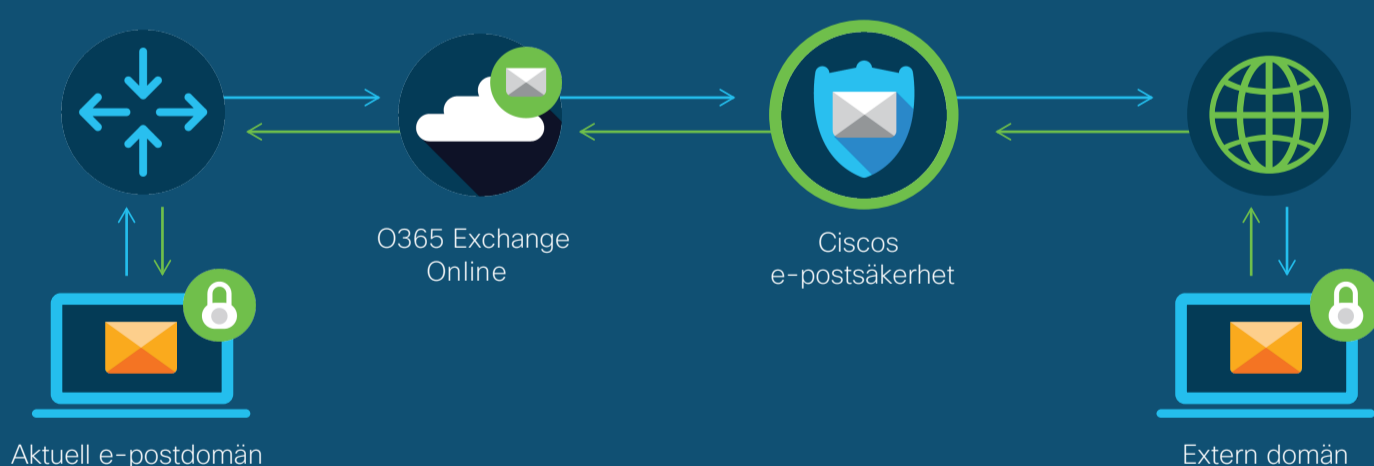 O365 Exchange
Online
Ciscos
e-postsäkerhet
Aktuell e-postdomän
Extern domän